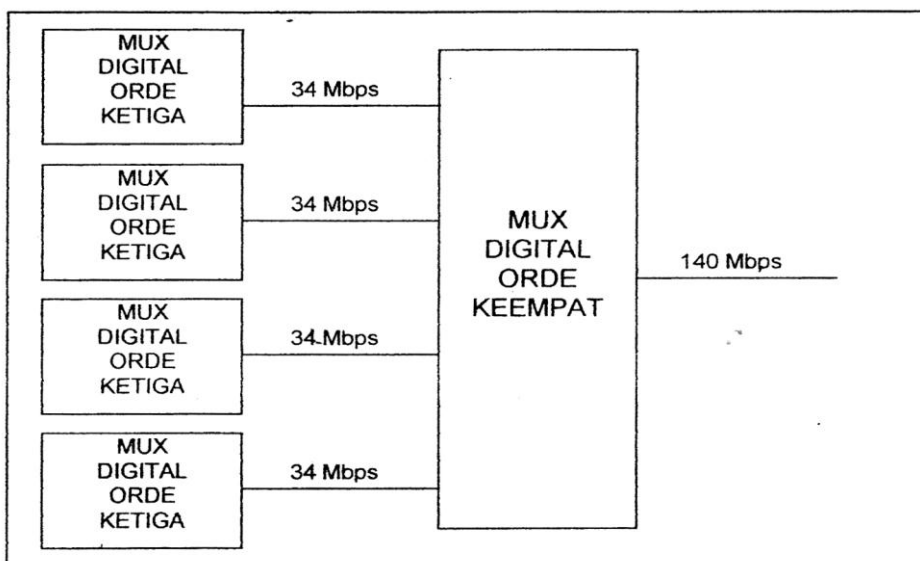 MUX
DIGITAL
ORDE
KETIGA
34 Mbps
MUX
DIGITAL
ORDE
KETIGA
34 Mbps
MUX
DIGITAL
ORDE
KETIGA
34 Mbps
MUX
DIGITAL
ORDE
KETIGA
34 Mbps
MUX
DIGITAL
ORDE
KEEMPAT
140 Mbps